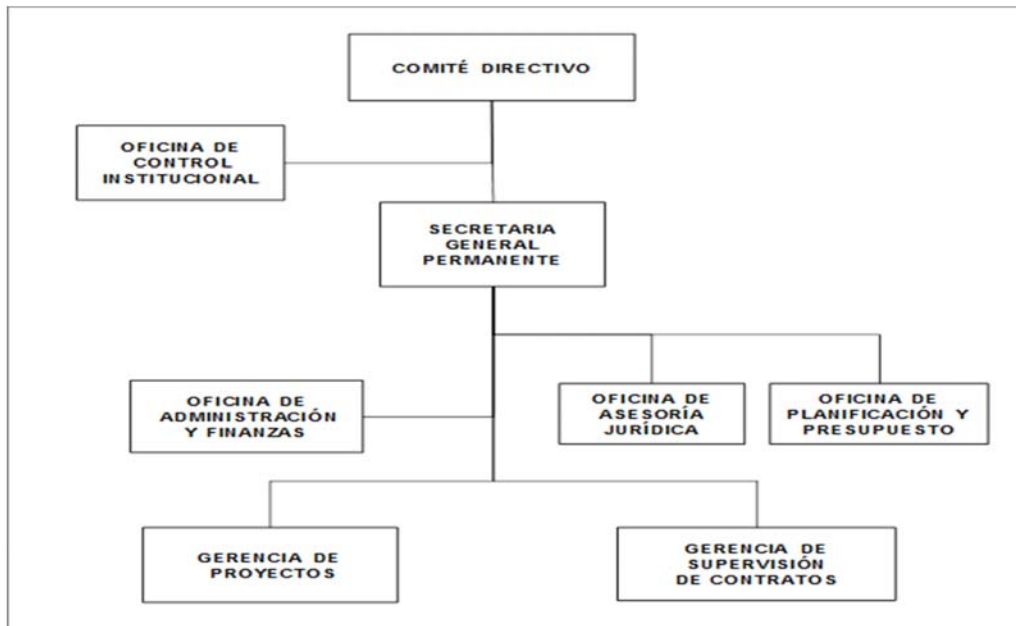 COMITÉ DIRECTIVO
OFICINA DE
CONTROL
INSTITUCIONAL
SECRETARIA
GENERAL
PERMANENTE
OFICINA DE
ADMINISTRACIÓN
Y FINANZAS
OFICINA DE
ASESORÍA
JURÍDICA
OFICINA DE
PLANIFICACIÓN Y
PRESUPUESTO
GERENCIA DE
PROYECTOS
GERENCIA DE
SUPERVISIÓN
DE CONTRATOS